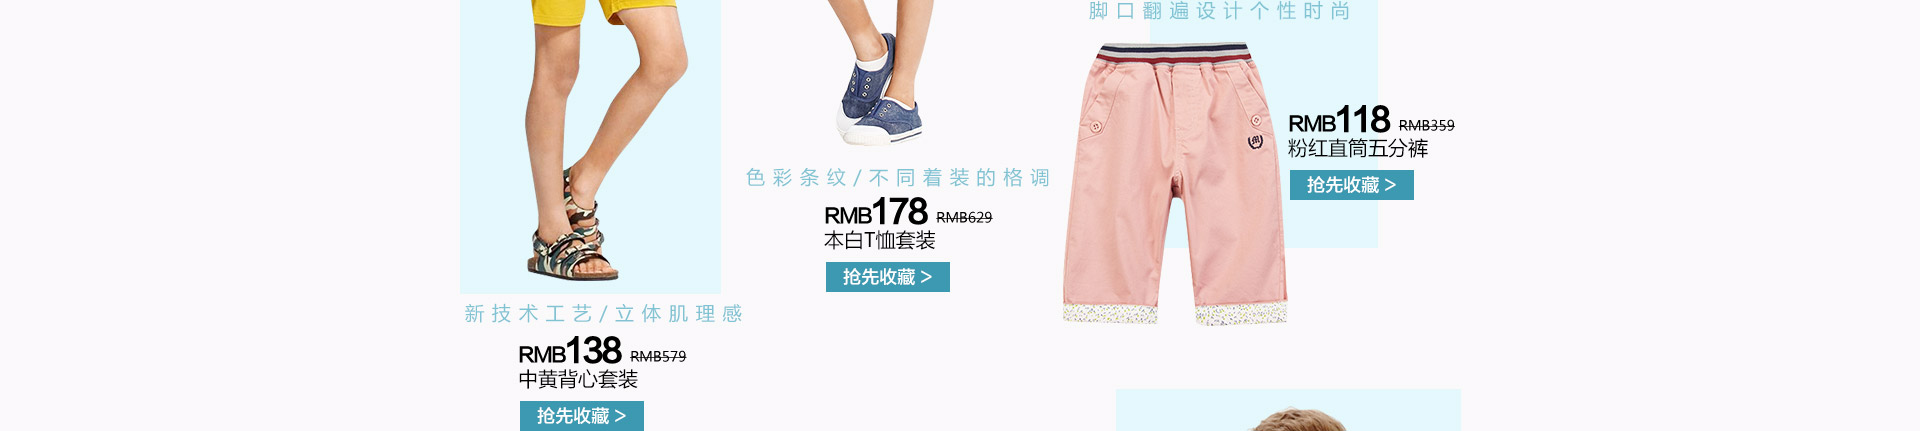 脚口翻遍设计个性时尚
RMB118 RMB359
粉红直筒五分裤
抢先收藏 >
色彩条纹/不同着装的格调
RMB178 RMB629
本白T恤套装
抢先收藏 >
新技术工艺/立体肌理感
RMB138 RMB579
中黄背心套装
抢先收藏 >